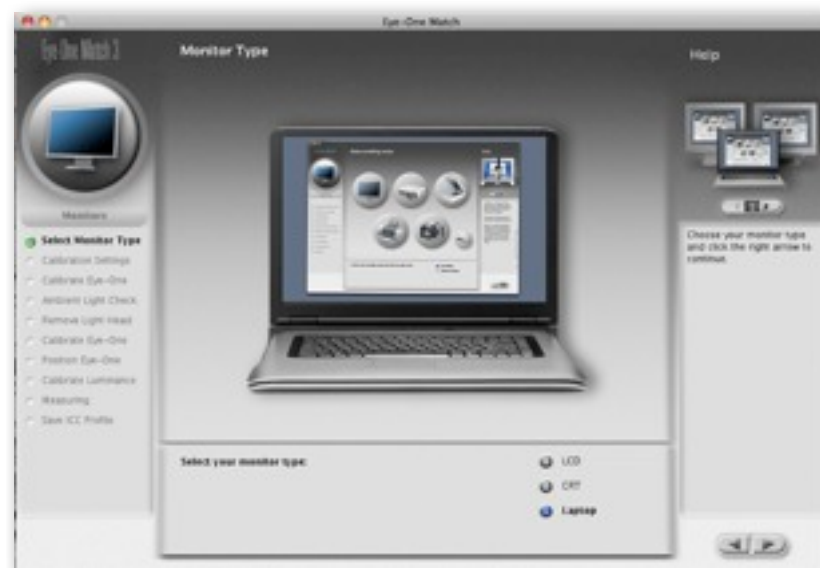 Eye-One Match
Eye-One Match 3
Monitor Type
Help
Monitors
Select Monitor Type
Calibration Settings
Calibrate Eye-One
Ambient Light Check
Remove Light Head
Calibrate Eye-One
Position Eye-One
Calibrate Luminance
Measuring
Save ICC Profile
Select your monitor type:
LCD
CRT
Laptop
Choose your monitor type
and click the right arrow to
continue.